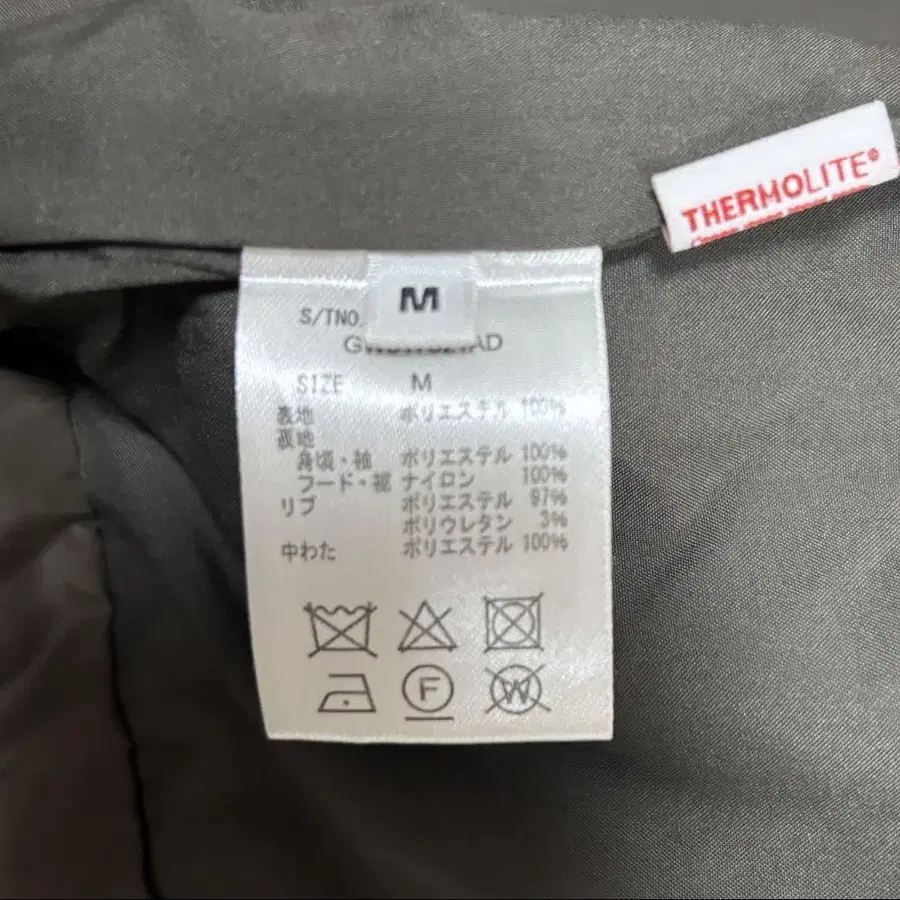 THERMOLITE®
M
S/TNO.
SIZE M
表地 ポリエステル 100%
裏地
身頃・袖 ポリエステル 100%
フード・裾 ナイロン 100%
リブ ポリエステル 97%
ポリウレタン 3%
中わた ポリエステル 100%
F
W